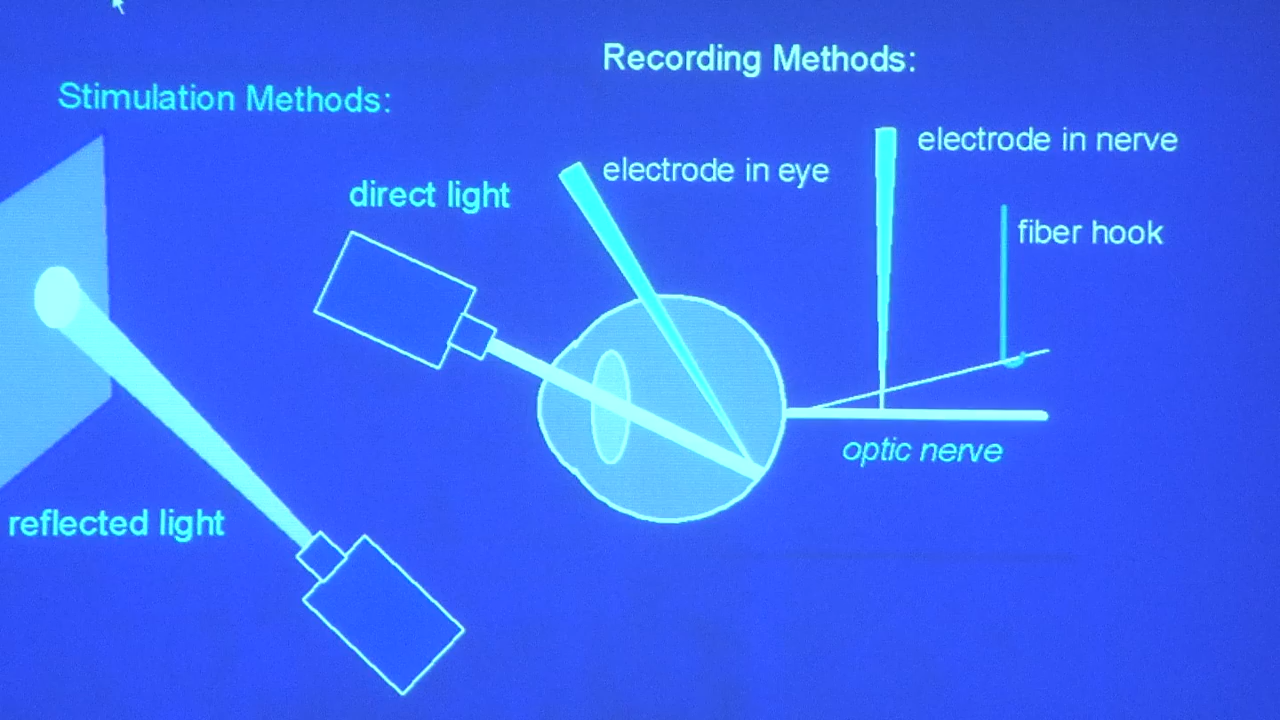 Recording Methods:
Stimulation Methods:
electrode in nerve
electrode in eye
direct light
fiber hook
optic nerve
reflected light